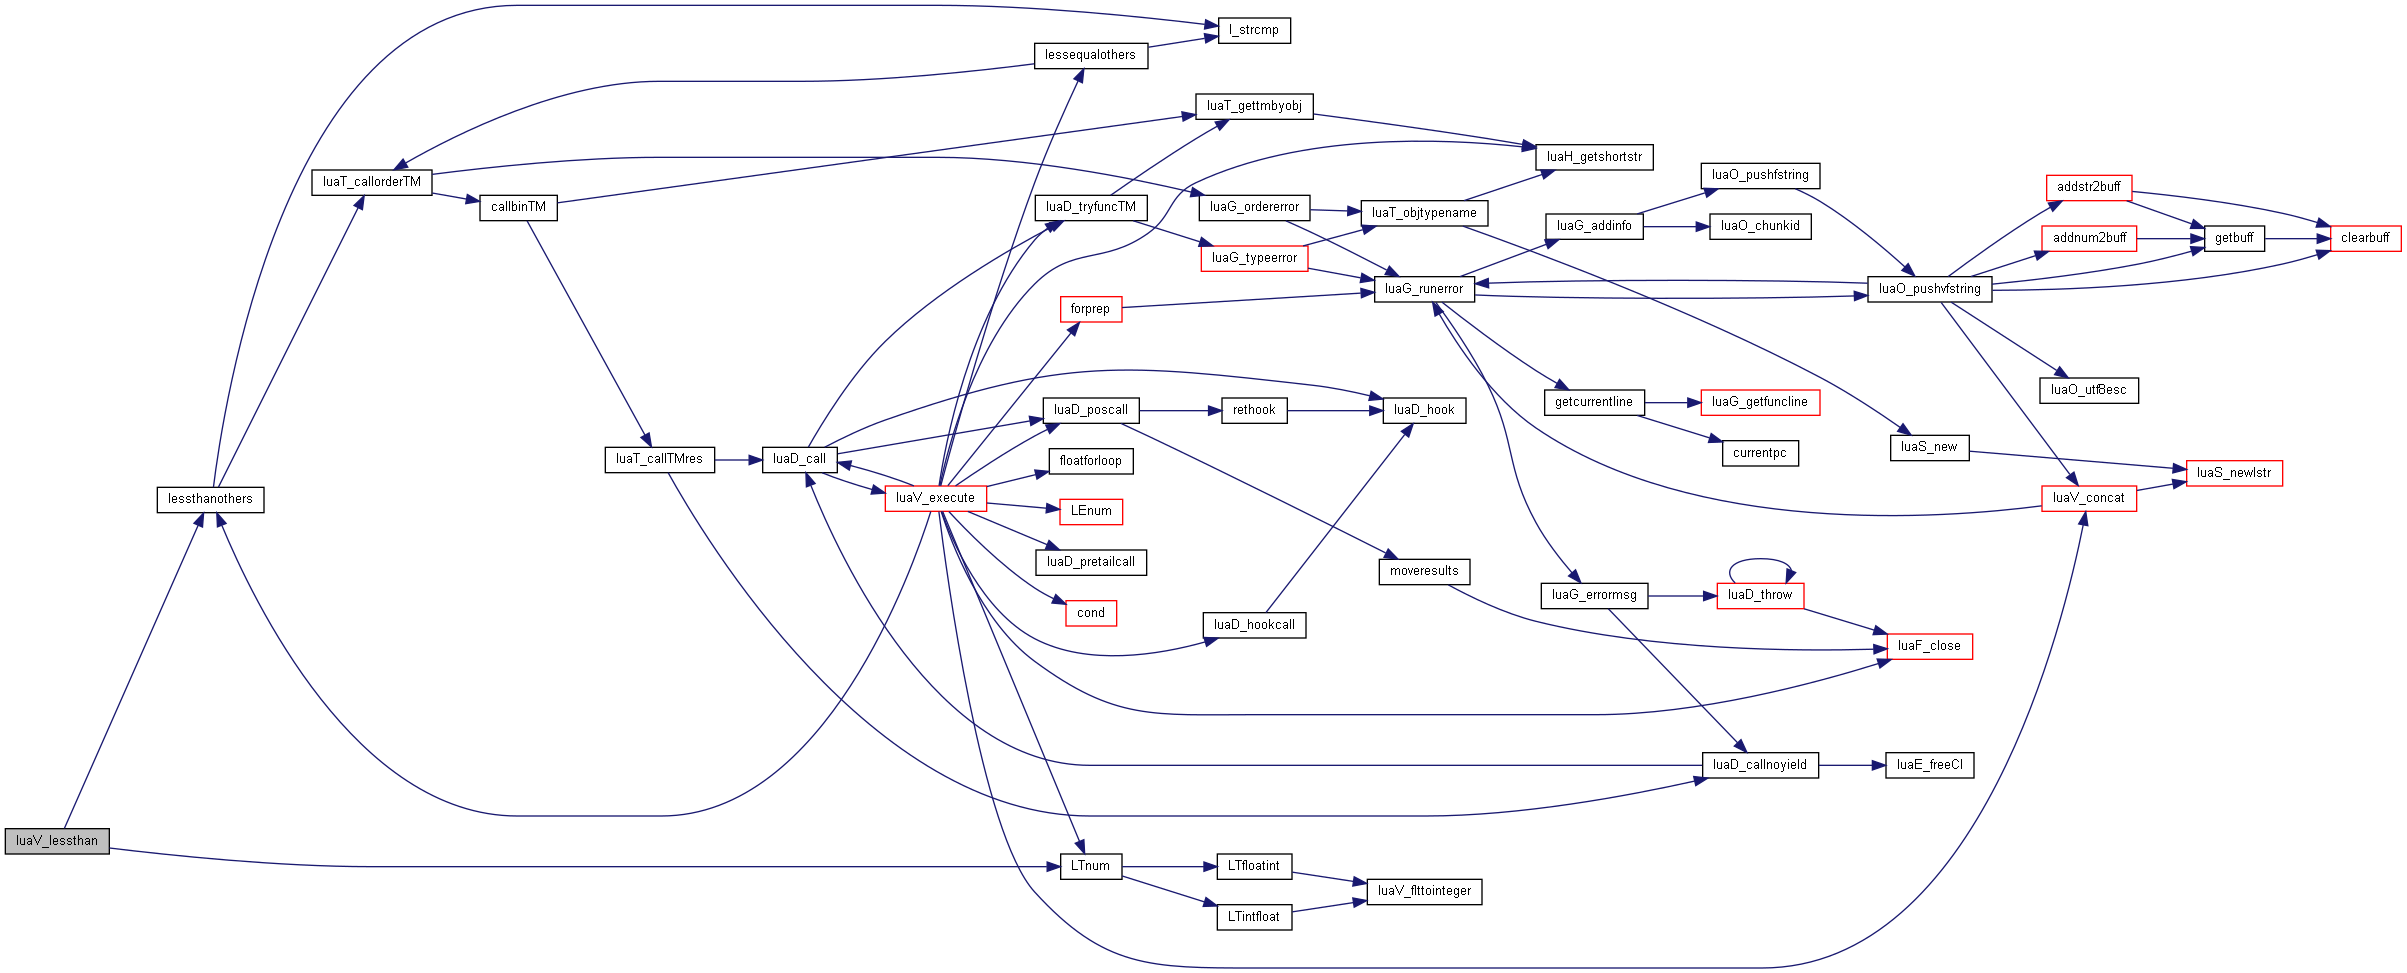 l_strcmp
lessequalothers
luaT_gettmbyobj
luaH_getshortstr
luaO_pushfstring
addstr2buff
luaT_callorderTM
callbinTM
luaD_tryfuncTM
luaG_ordererror
luaT_objtypename
luaG_addinfo
luaO_chunkid
addnum2buff
getbuff
clearbuff
luaG_typeerror
luaG_runerror
luaO_pushvfstring
forprep
luaO_utf8esc
getcurrentline
luaG_getfuncline
luaD_poscall
rethook
luaD_hook
currentpc
luaS_new
luaT_callTMres
luaD_call
floatforloop
luaS_newlstr
lessthanothers
luaV_execute
luaV_concat
LEnum
luaD_pretailcall
moveresults
luaG_errormsg
luaD_throw
cond
luaD_hookcall
luaF_close
luaD_callnoyield
luaE_freeCI
luaV_lessthan
LTnum
LTfloatint
luaV_flttointeger
LTintfloat